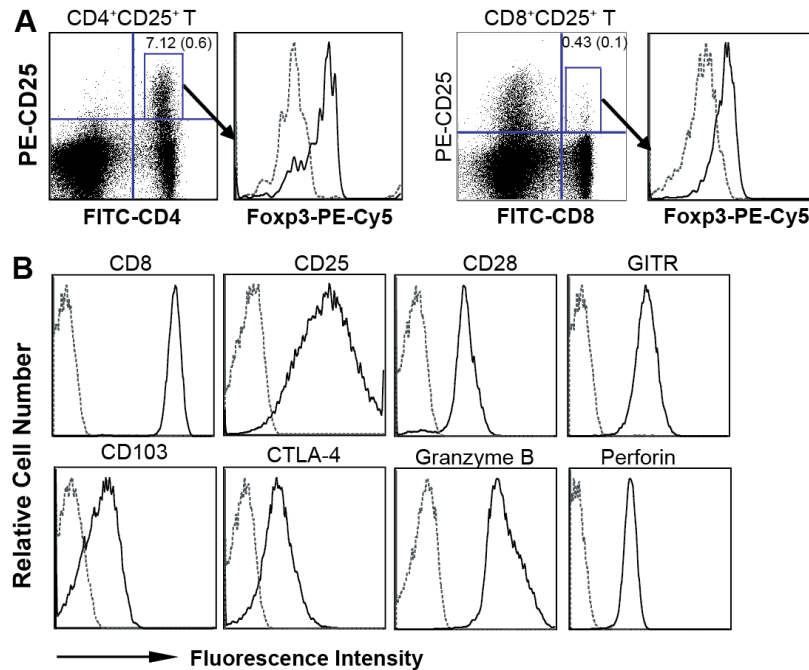 A
CD4⁺CD25⁺ T
CD8⁺CD25⁺ T
7.12 (0.6)
0.43 (0.1)
PE-CD25
PE-CD25
FITC-CD4
Foxp3-PE-Cy5
FITC-CD8
Foxp3-PE-Cy5
B
CD8
CD25
CD28
GITR
CD103
CTLA-4
Granzyme B
Perforin
Relative Cell Number
Fluorescence Intensity